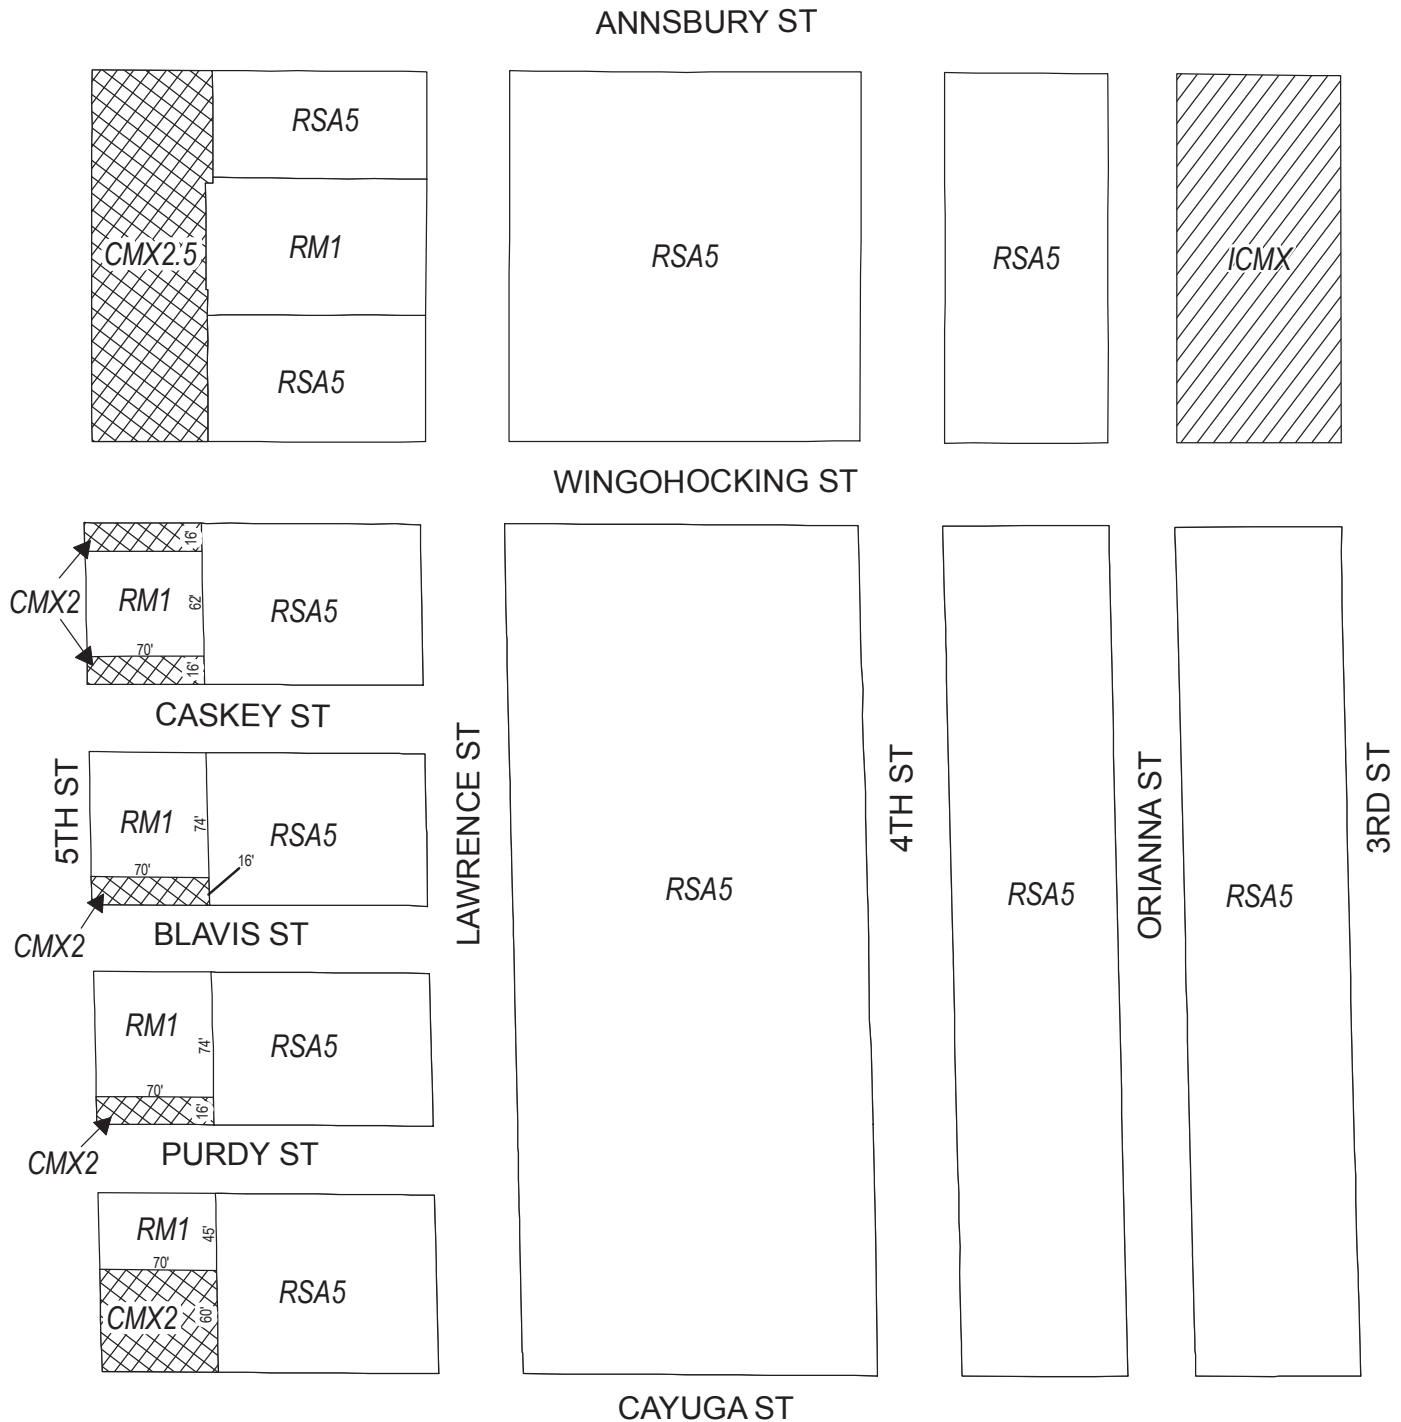 ANNSBURY ST
RSA5
CMX2.5
RM1
RSA5
RSA5
RSA5
ICMX
WINGOHOCKING ST
16'
CMX2
RM1
62'
RSA5
70'
16'
CASKEY ST
5TH ST
RM1
74'
RSA5
70'
16'
CMX2
BLAVIS ST
LAWRENCE ST
RSA5
4TH ST
RSA5
ORIANNA ST
RSA5
3RD ST
RM1
74'
RSA5
70'
16'
CMX2
PURDY ST
RM1
45'
70'
CMX2
60'
RSA5
CAYUGA ST